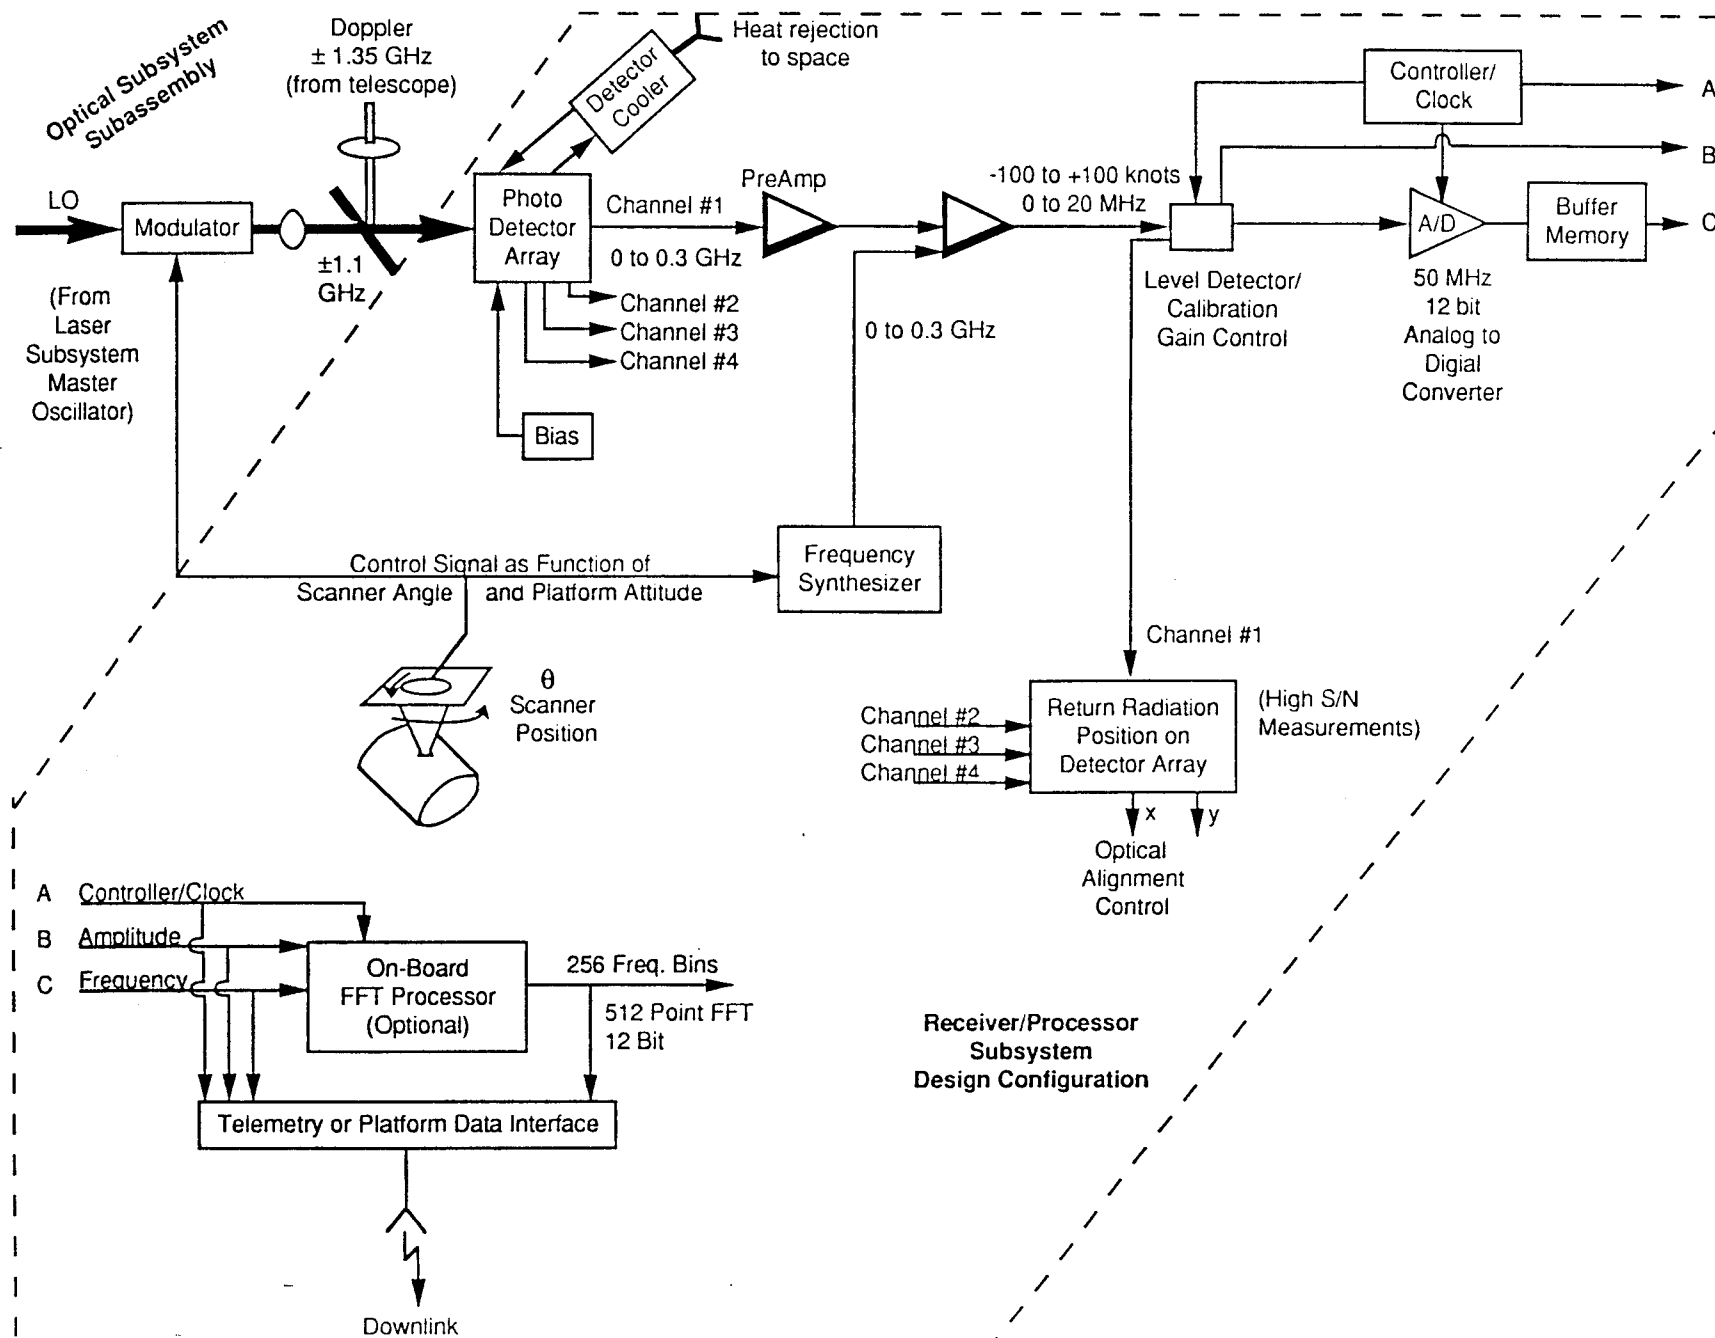 Optical Subsystem
Subassembly
Doppler
± 1.35 GHz
(from telescope)
Heat rejection
to space
Detector
Cooler
Controller/
Clock
A
B
C
LO
Modulator
±1.1
GHz
(From
Laser
Subsystem
Master
Oscillator)
Photo
Detector
Array
Channel #1
0 to 0.3 GHz
Channel #2
Channel #3
Channel #4
Bias
PreAmp
-100 to +100 knots
0 to 20 MHz
0 to 0.3 GHz
Level Detector/
Calibration
Gain Control
A/D
50 MHz
12 bit
Analog to
Digial
Converter
Buffer
Memory
Control Signal as Function of
Scanner Angle and Platform Attitude
Frequency
Synthesizer
θ
Scanner
Position
Channel #1
Channel #2
Channel #3
Channel #4
Return Radiation
Position on
Detector Array
(High S/N
Measurements)
x
y
Optical
Alignment
Control
A Controller/Clock
B Amplitude
C Frequency
On-Board
FFT Processor
(Optional)
256 Freq. Bins
512 Point FFT
12 Bit
Telemetry or Platform Data Interface
Downlink
Receiver/Processor
Subsystem
Design Configuration